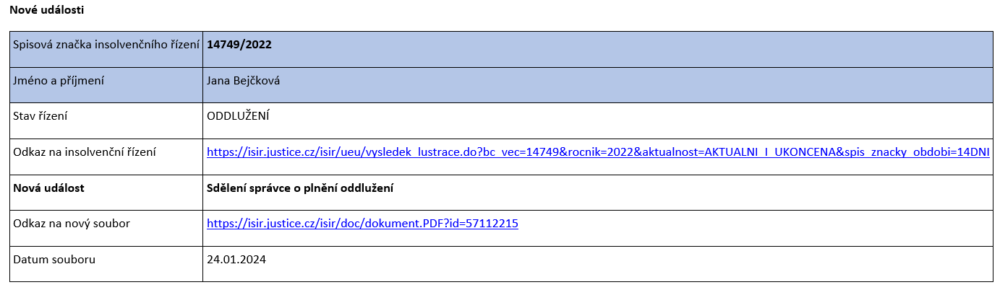 Nové události
Spisová značka insolvenčního řízení 14749/2022
Jméno a příjmení Jana Bejčková
Stav řízení ODDLUŽENÍ
Odkaz na insolvenční řízení https://isir.justice.cz/isir/ueu/vysledek_lustrace.do?bc_vec=14749&rocnik=2022&aktualnost=AKTUALNI_I_UKONCENA&spis_znacky_obdobi=14DNI
Nová událost Sdělení správce o plnění oddlužení
Odkaz na nový soubor https://isir.justice.cz/isir/doc/dokument.PDF?id=57112215
Datum souboru 24.01.2024